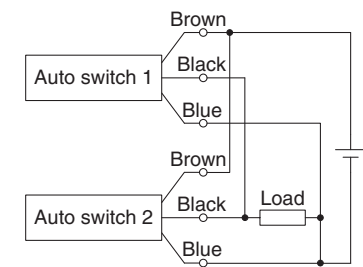 Brown
Auto switch 1
Black
Blue
Brown
Auto switch 2
Black
Load
Blue